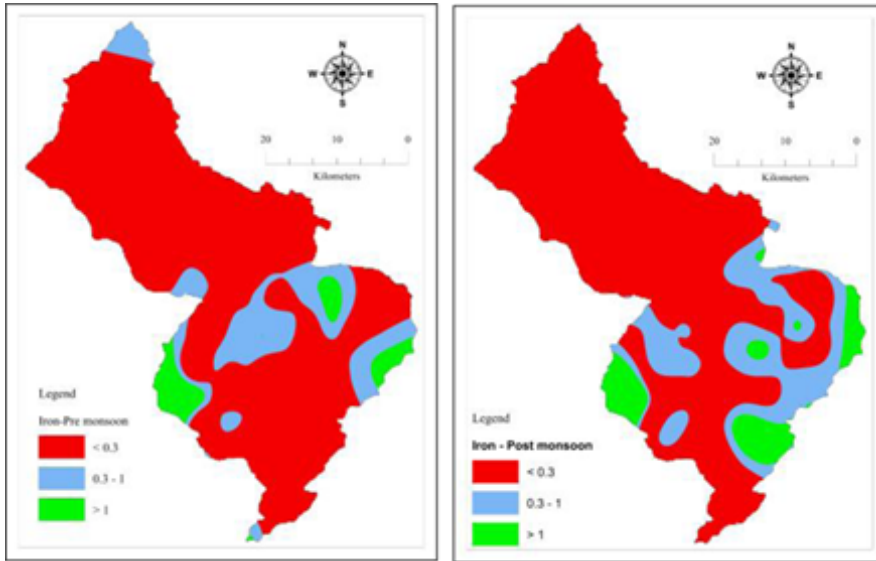 N
W E
S
20 10 0
Kilometers
Legend
Iron-Pre monsoon
< 0.3
0.3 - 1
> 1
N
W E
S
20 10 0
Kilometers
Legend
Iron - Post monsoon
< 0.3
0.3 - 1
> 1